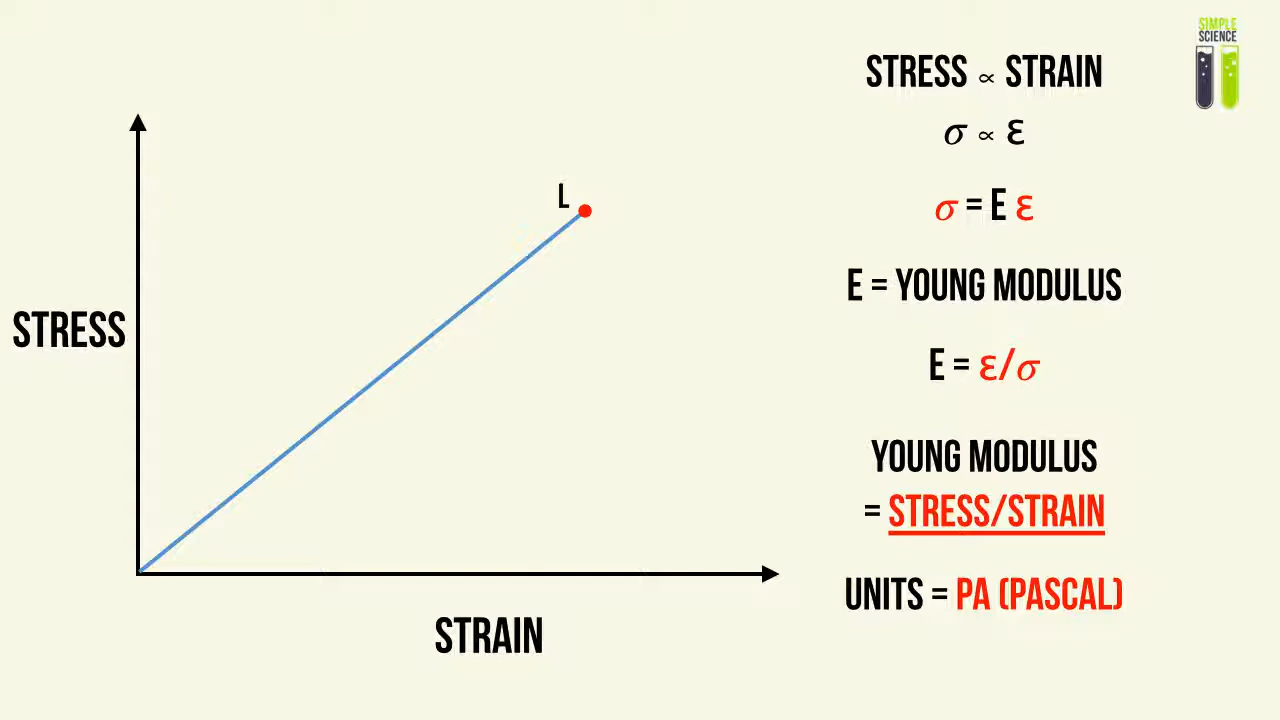 SIMPLE
SCIENCE
STRESS ∝ STRAIN
σ ∝ ε
σ = E ε
E = YOUNG MODULUS
E = ε/σ
YOUNG MODULUS
= STRESS/STRAIN
UNITS = PA (PASCAL)
L
STRESS
STRAIN